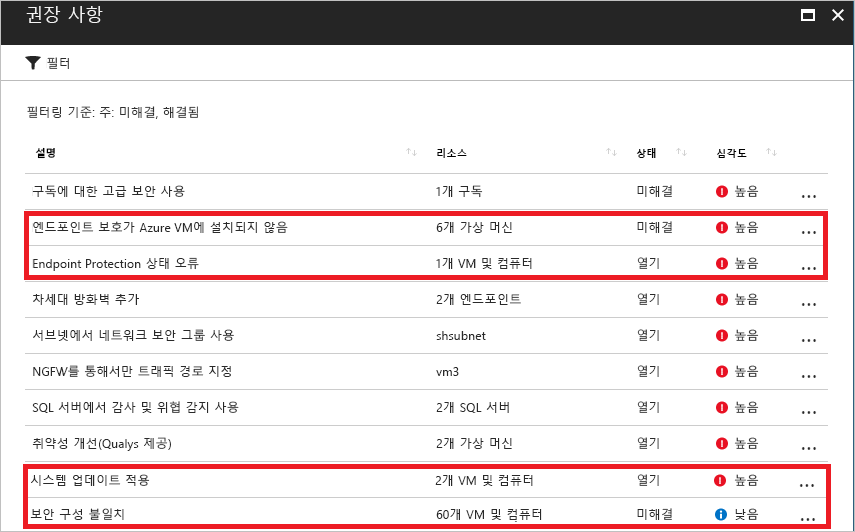 권장 사항
필터
필터링 기준: 주: 미해결, 해결됨
설명 리소스 상태 심각도
구독에 대한 고급 보안 사용 1개 구독 미해결 높음 ...
엔드포인트 보호가 Azure VM에 설치되지 않음 6개 가상 머신 미해결 높음 ...
Endpoint Protection 상태 오류 1개 VM 및 컴퓨터 열기 높음 ...
차세대 방화벽 추가 2개 엔드포인트 열기 높음 ...
서브넷에서 네트워크 보안 그룹 사용 shsubnet 열기 높음 ...
NGFW를 통해서만 트래픽 경로 지정 vm3 열기 높음 ...
SQL 서버에서 감사 및 위협 감지 사용 2개 SQL 서버 열기 높음 ...
취약성 개선(Qualys 제공) 2개 가상 머신 열기 높음 ...
시스템 업데이트 적용 2개 VM 및 컴퓨터 열기 높음 ...
보안 구성 불일치 60개 VM 및 컴퓨터 미해결 낮음 ...